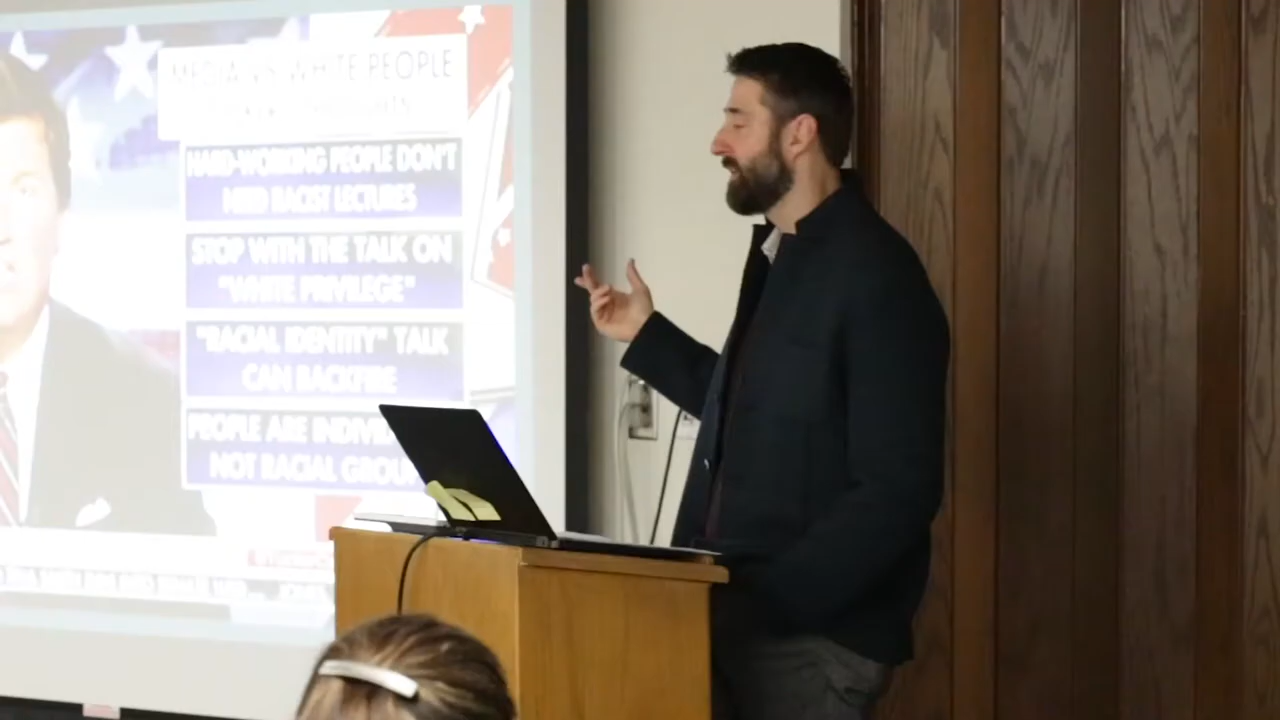 MEDIA VS WHITE PEOPLE
THOUGHTS
HARD-WORKING PEOPLE DON'T
NEED RACIST LECTURES
STOP WITH THE TALK ON
"WHITE PRIVILEGE"
"RACIAL IDENTITY" TALK
CAN BACKFIRE
PEOPLE ARE
NOT RACIAL